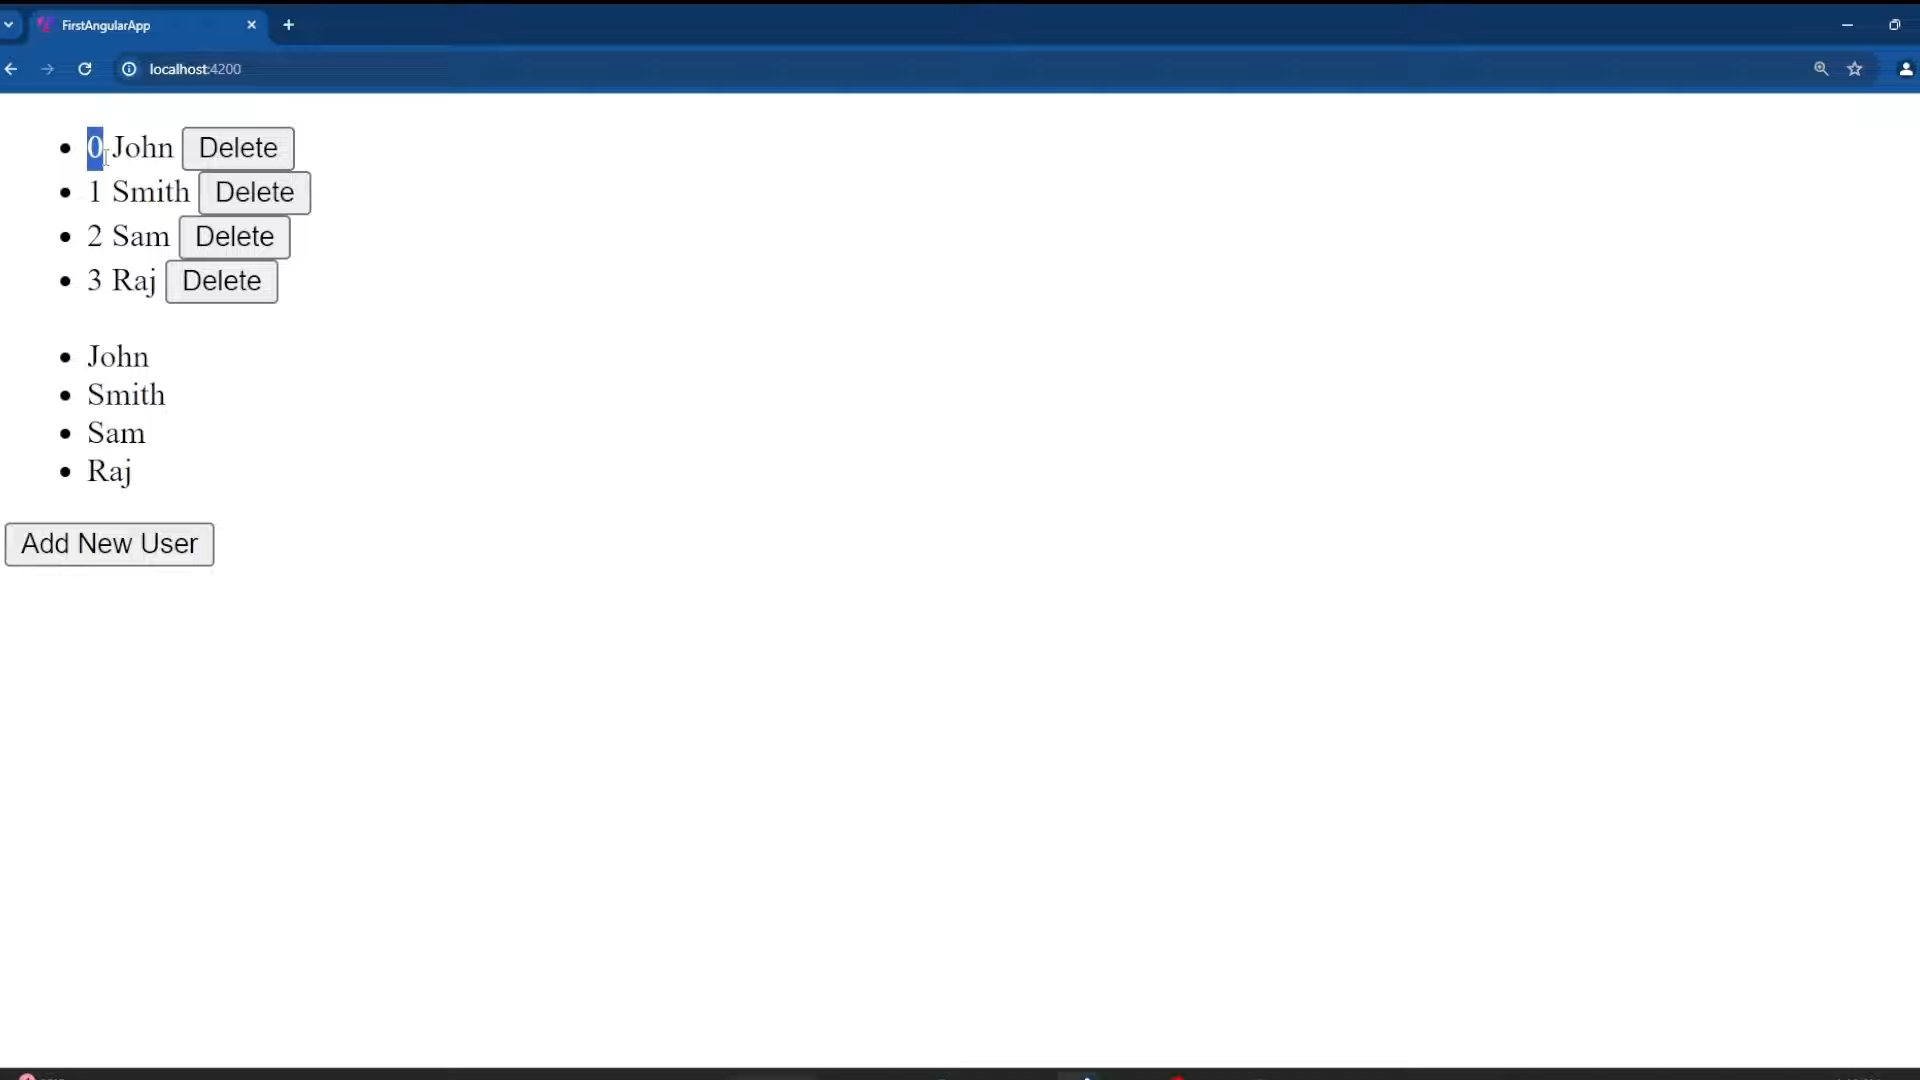 FirstAngularApp
localhost:4200
0 John Delete
1 Smith Delete
2 Sam Delete
3 Raj Delete
John
Smith
Sam
Raj
Add New User